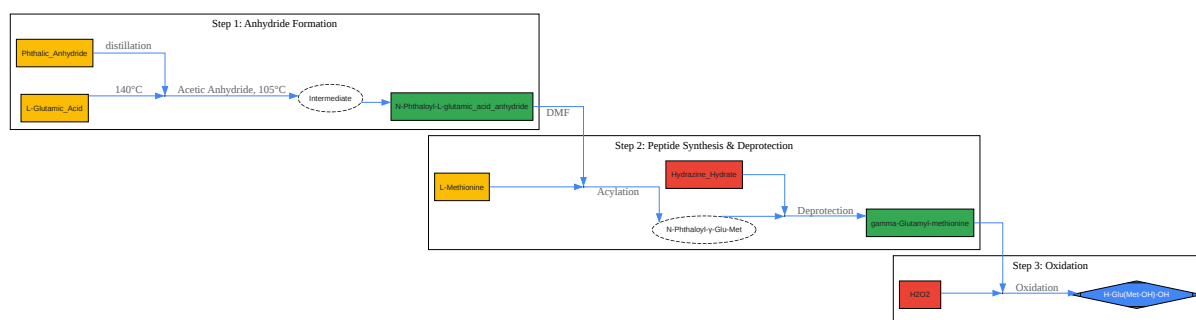 Step 1: Anhydride Formation
Phthalic_Anhydride
distillation
L-Glutamic_Acid
140°C
Acetic Anhydride, 105°C
Intermediate
N-Phthaloyl-L-glutamic_acid_anhydride
DMF
Step 2: Peptide Synthesis & Deprotection
L-Methionine
Acylation
Hydrazine_Hydrate
N-Phthaloyl-γ-Glu-Met
Deprotection
gamma-Glutamyl-methionine
Step 3: Oxidation
H2O2
Oxidation
H-Glu(Met-OH)-OH